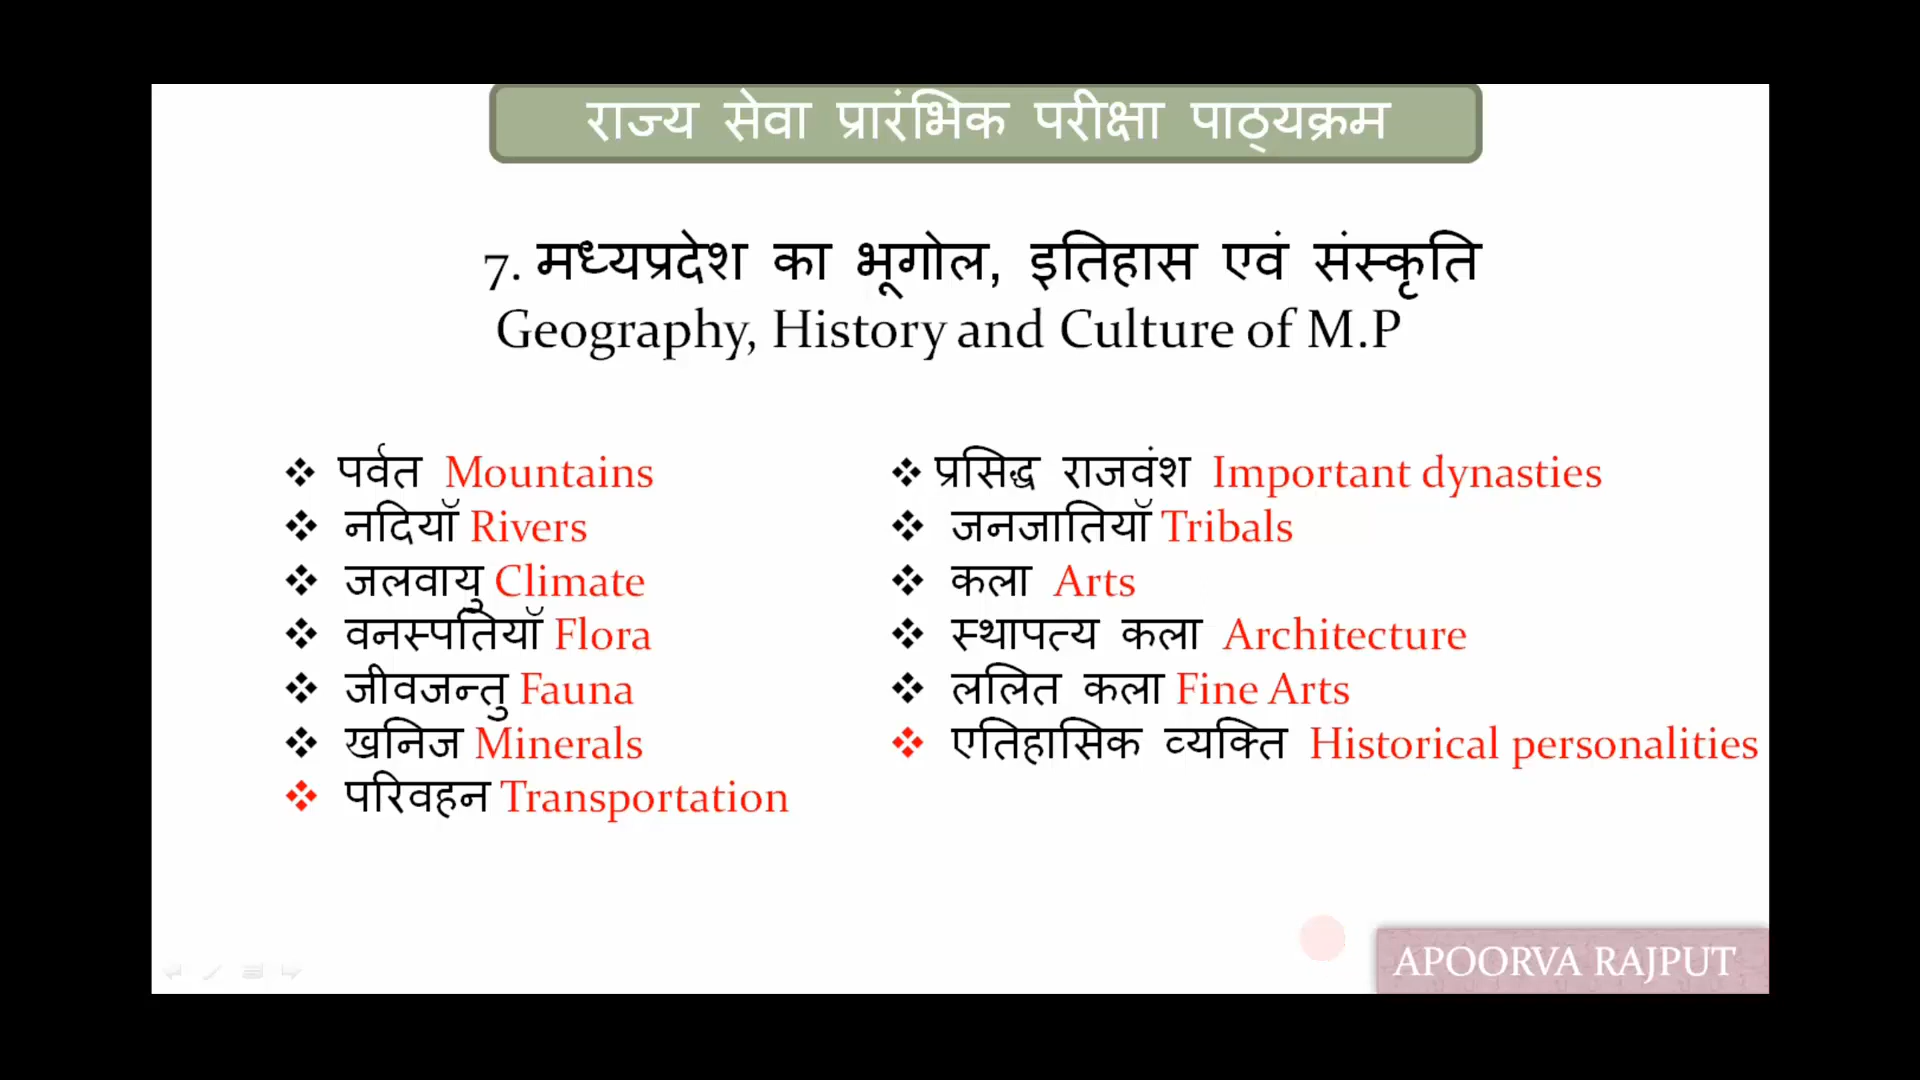 राज्य सेवा प्रारंभिक परीक्षा पाठ्यक्रम
7. मध्यप्रदेश का भूगोल, इतिहास एवं संस्कृति
Geography, History and Culture of M.P
❖ पर्वत Mountains
❖ नदियाॅ Rivers
❖ जलवायु Climate
❖ वनस्पतियाॅ Flora
❖ जीवजन्तु Fauna
❖ खनिज Minerals
❖ परिवहन Transportation
❖ प्रसिद्ध राजवंश Important dynasties
❖ जनजातियाॅ Tribals
❖ कला Arts
❖ स्थापत्य कला Architecture
❖ ललित कला Fine Arts
❖ एतिहासिक व्यक्ति Historical personalities
APOORVA RAJPUT